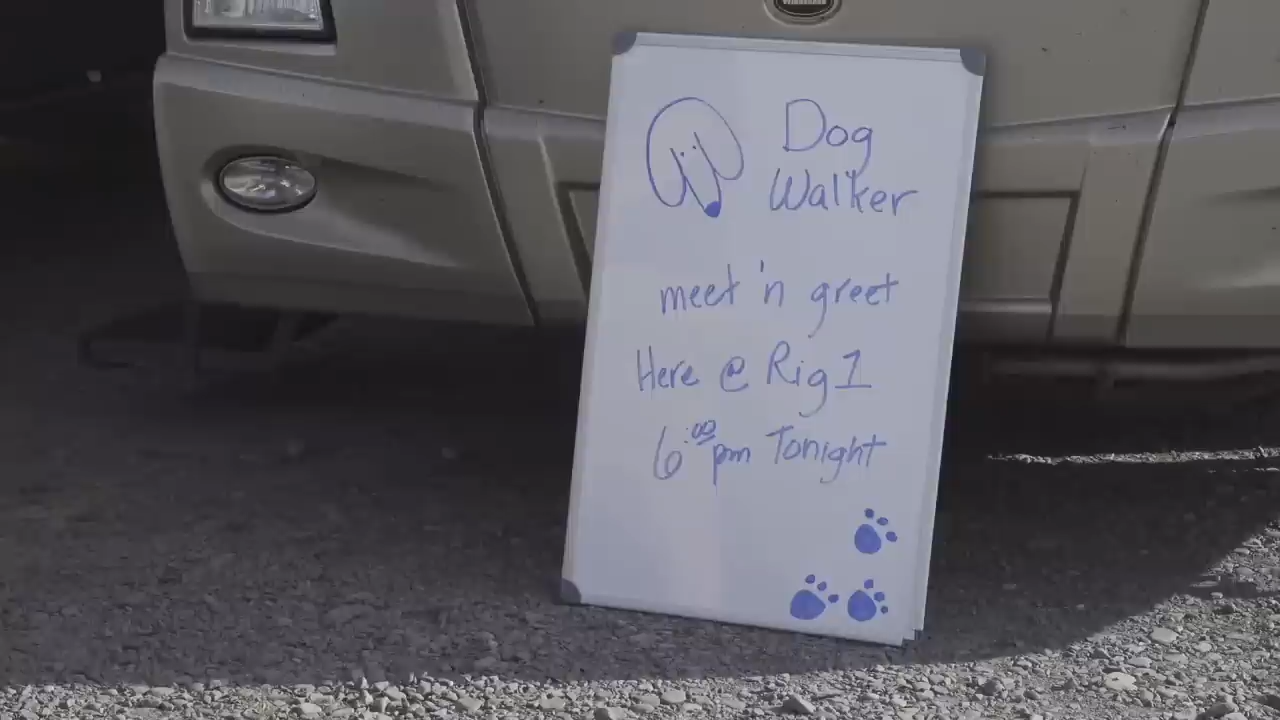 Dog
Walker
meet 'n greet
Here @ Rig 1
6:00 pm Tonight